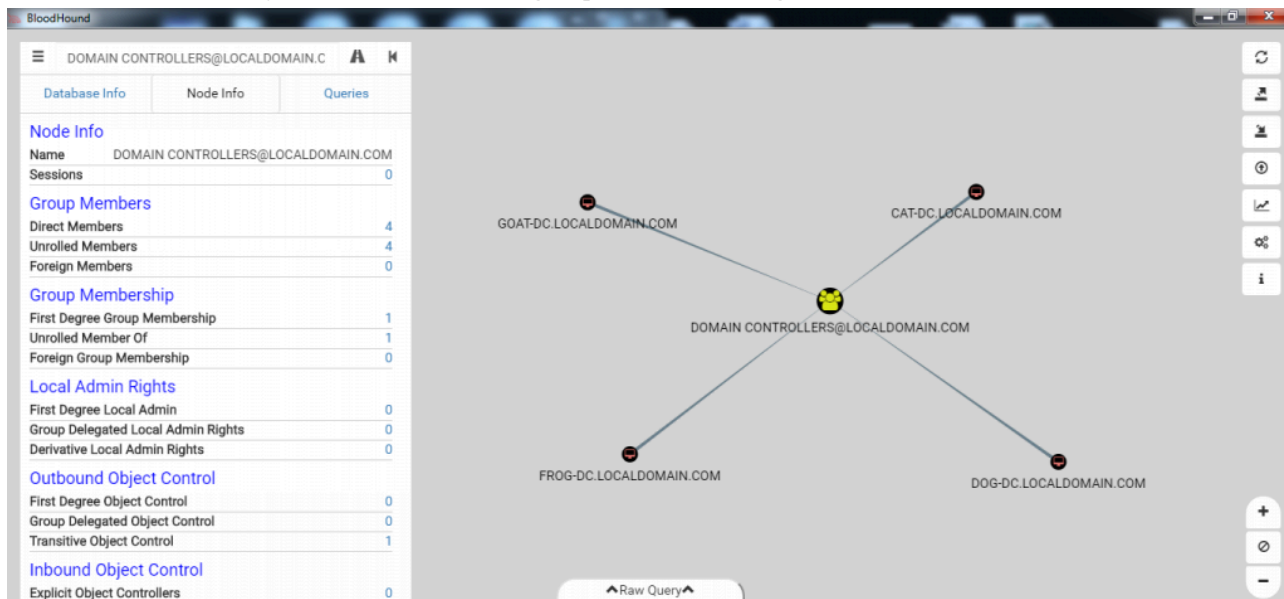 BloodHound
DOMAIN CONTROLLERS@LOCALDOMAIN.C
Database Info Node Info Queries
Node Info
Name DOMAIN CONTROLLERS@LOCALDOMAIN.COM
Sessions 0
Group Members
Direct Members 4
Unrolled Members 4
Foreign Members 0
Group Membership
First Degree Group Membership 1
Unrolled Member Of 1
Foreign Group Membership 0
Local Admin Rights
First Degree Local Admin 0
Group Delegated Local Admin Rights 0
Derivative Local Admin Rights 0
Outbound Object Control
First Degree Object Control 0
Group Delegated Object Control 0
Transitive Object Control 1
Inbound Object Control
Explicit Object Controllers 0
GOAT-DC.LOCALDOMAIN.COM
CAT-DC.LOCALDOMAIN.COM
DOMAIN CONTROLLERS@LOCALDOMAIN.COM
FROG-DC.LOCALDOMAIN.COM
DOG-DC.LOCALDOMAIN.COM
Raw Query